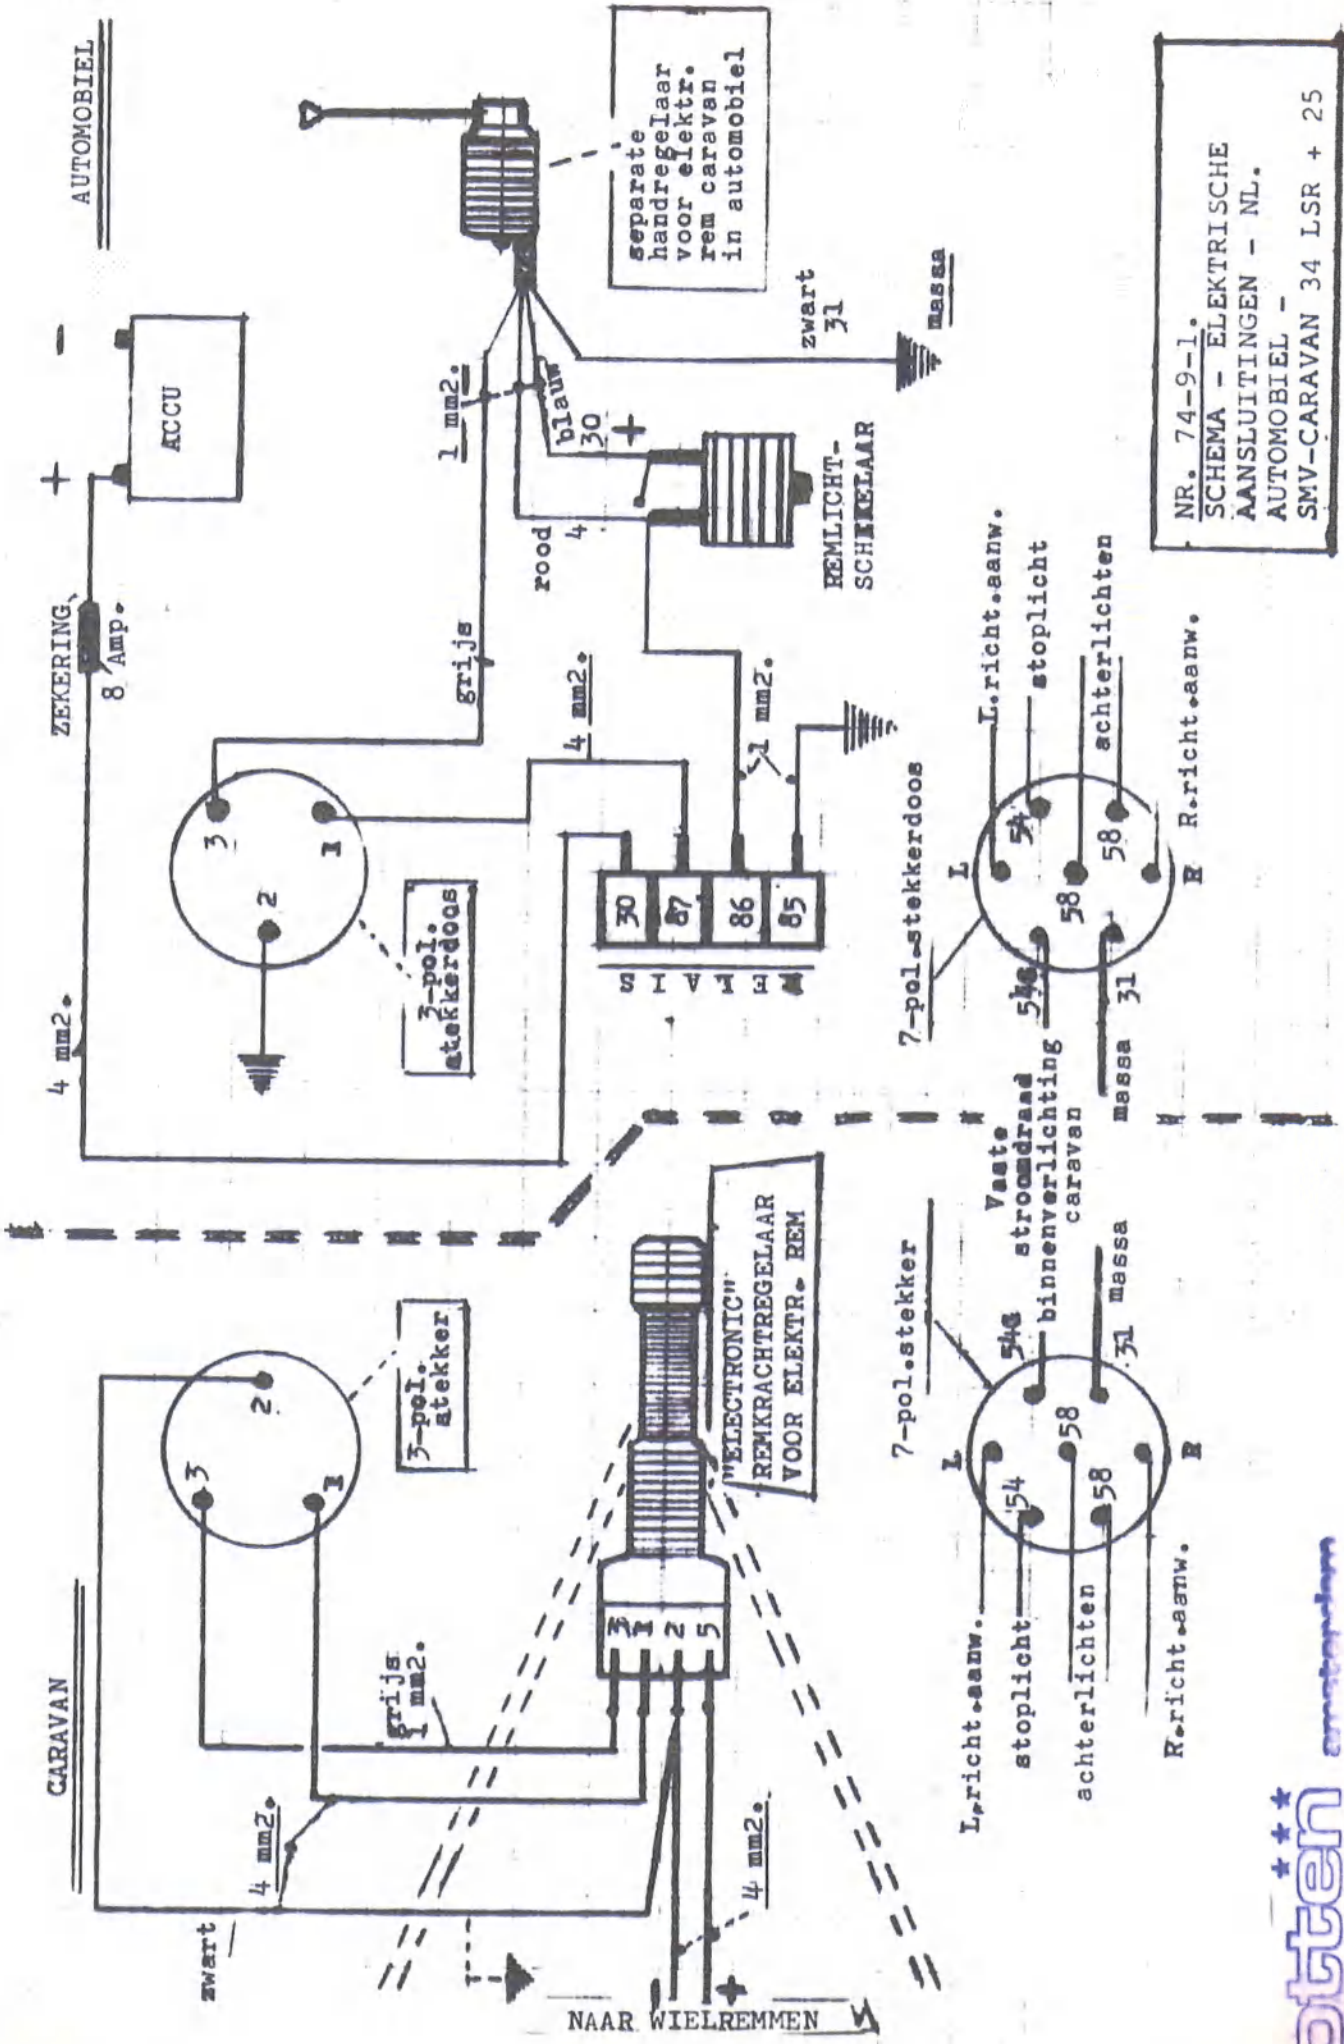 CARAVAN
AUTOMOBIEL
zwart
4 mm2.
grijs
1 mm2.
3
1
2
3-pol.
stekker
3
1
2
5
- +
4 mm2.
NAAR WIELREMMEN
"ELECTRONIC"
REMKRACHTREGELAAR
VOOR ELEKTR. REM
4 mm2.
ZEKERING
8 Amp.
+ -
ACCU
3
2
1
3-pol.
stekkerdoos
grijs
4 mm2.
1 mm2.
rood
4
blauw
30
+
zwart
31
massa
separate
handregelaar
voor elektr.
rem caravan
in automobiel
REMLICHT-
SCHAKELAAR
30
87
86
85
1 mm2.
7-pol.stekker
L
54
58
58
31
R
L.richt.aanw.
stoplicht
achterlichten
R.richt.aanw.
massa
Vaste
stroomdraad
binnenverlichting
caravan
7-pol.stekkerdoos
L
54
58
58
31
R
massa
L.richt.aanw.
stoplicht
achterlichten
R.richt.aanw.
NR. 74-9-1.
SCHEMA - ELEKTRISCHE
AANSLUITINGEN - NL.
AUTOMOBIEL -
SMV-CARAVAN 34 LSR + 25